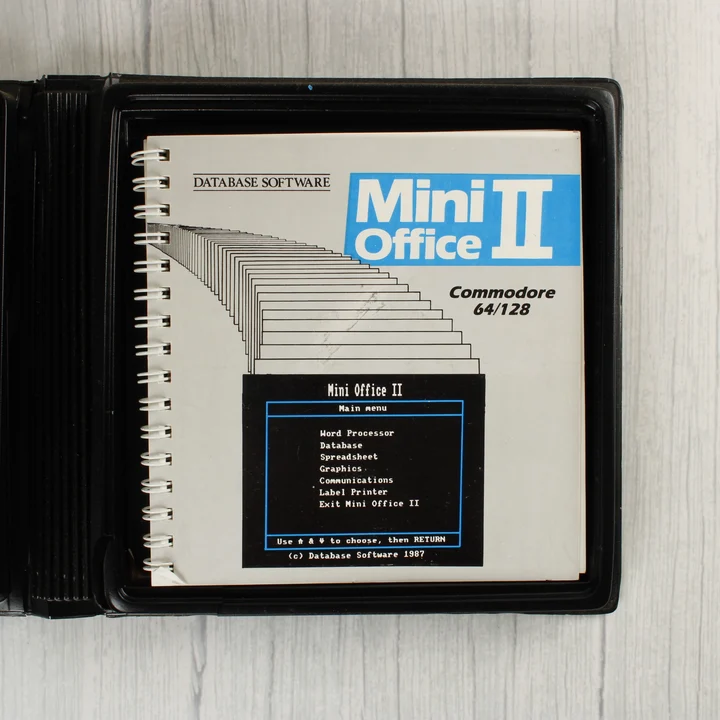 DATABASE SOFTWARE
Mini
Office II
Commodore
64/128
Mini Office II
Main menu
Word Processor
Database
Spreadsheet
Graphics
Communications
Label Printer
Exit Mini Office II
Use ⇑ & ⇓ to choose, then RETURN
(c) Database Software 1987